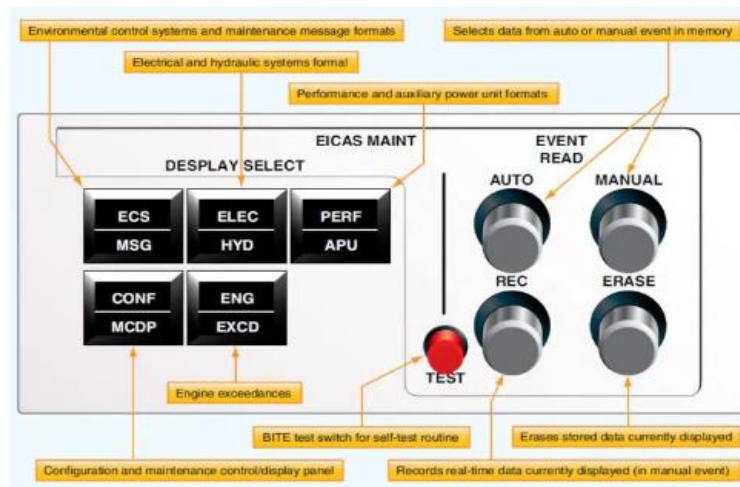 Environmental control systems and maintenance message formats
Selects data from auto or manual event in memory
Electrical and hydraulic systems formal
Performance and auxiliary power unit formats
EICAS MAINT
EVENT
READ
DESPLAY SELECT
AUTO
MANUAL
ECS
MSG
ELEC
HYD
PERF
APU
REC
ERASE
CONF
MCDP
ENG
EXCD
TEST
Engine exceedances
BITE test switch for self-test routine
Erases stored data currently displayed
Configuration and maintenance control/display panel
Records real-time data currently displayed (in manual event)